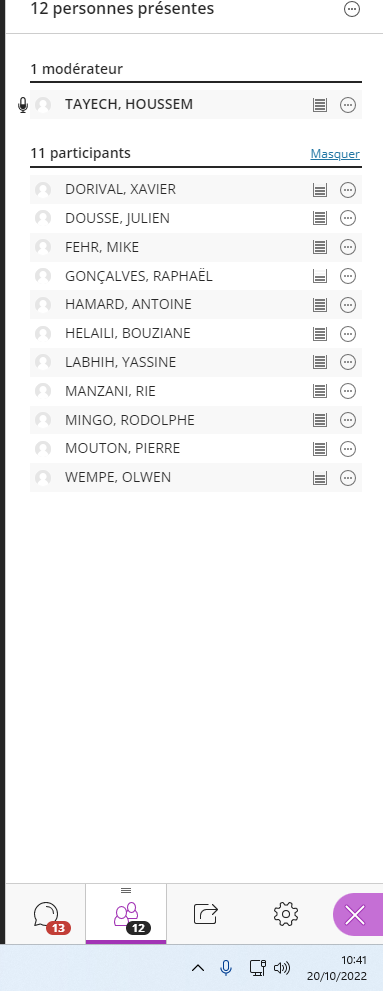 12 personnes présentes
1 modérateur
TAYECH, HOUSSEM
11 participants Masquer
DORIVAL, XAVIER
DOUSSE, JULIEN
FEHR, MIKE
GONÇALVES, RAPHAËL
HAMARD, ANTOINE
HELAILI, BOUZIANE
LABHIH, YASSINE
MANZANI, RIE
MINGO, RODOLPHE
MOUTON, PIERRE
WEMPE, OLWEN
13 12
10:41
20/10/2022